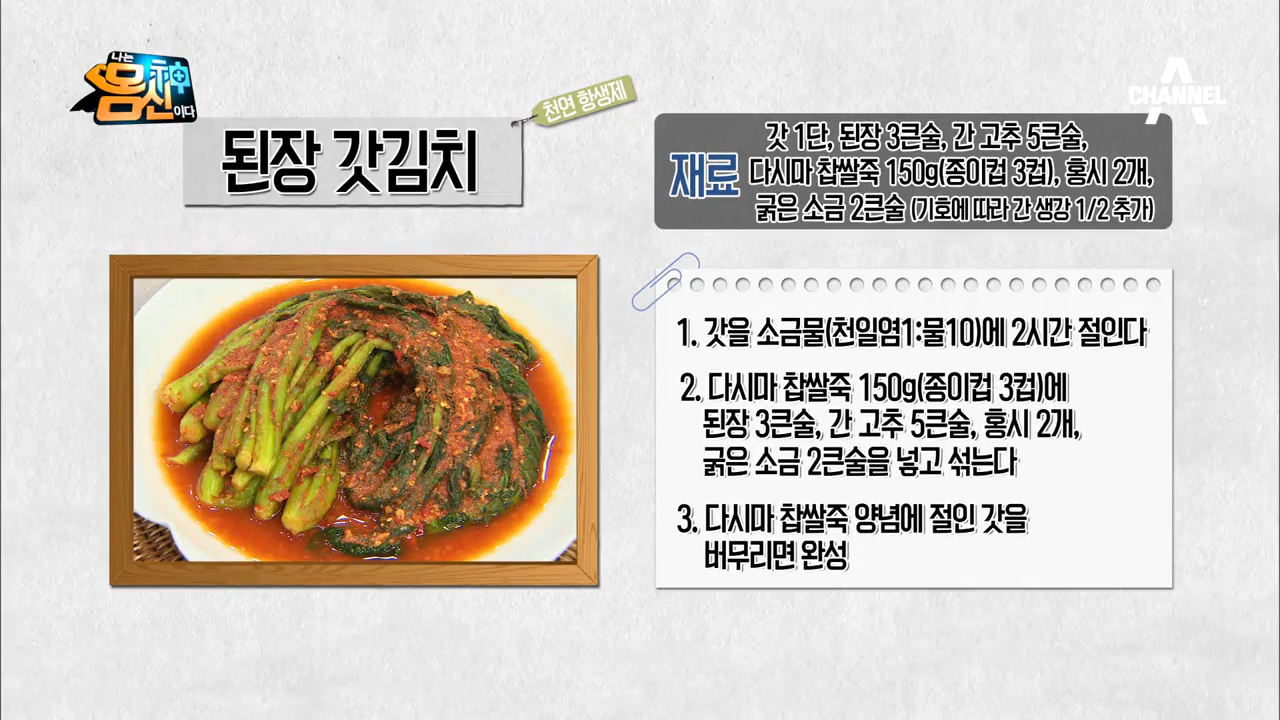 나는
몸신神
이다
천연 항생제
된장 갓김치
CHANNEL A
재료
갓 1단, 된장 3큰술, 간 고추 5큰술,
다시마 찹쌀죽 150g(종이컵 3컵), 홍시 2개,
굵은 소금 2큰술 (기호에 따라 간 생강 1/2 추가)
1. 갓을 소금물(천일염1:물10)에 2시간 절인다
2. 다시마 찹쌀죽 150g(종이컵 3컵)에
된장 3큰술, 간 고추 5큰술, 홍시 2개,
굵은 소금 2큰술을 넣고 섞는다
3. 다시마 찹쌀죽 양념에 절인 갓을
버무리면 완성